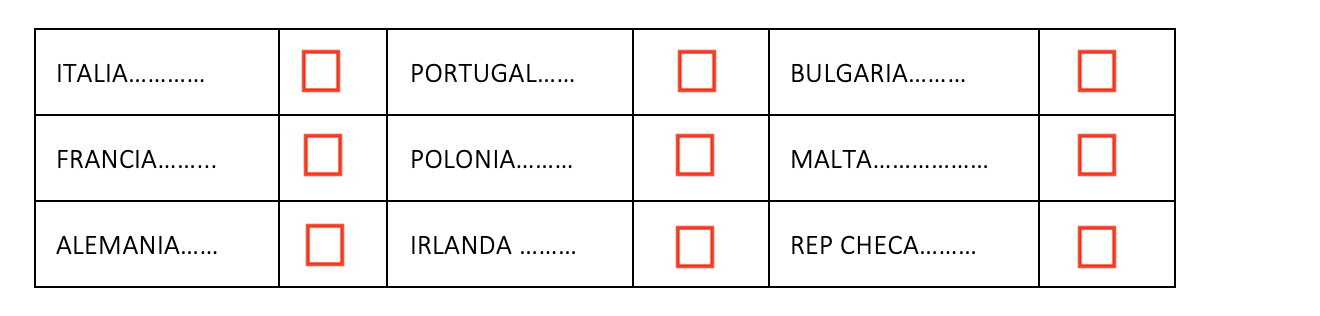 ITALIA………… PORTUGAL…… BULGARIA………
FRANCIA……... POLONIA……… MALTA………………
ALEMANIA…… IRLANDA ……… REP CHECA………